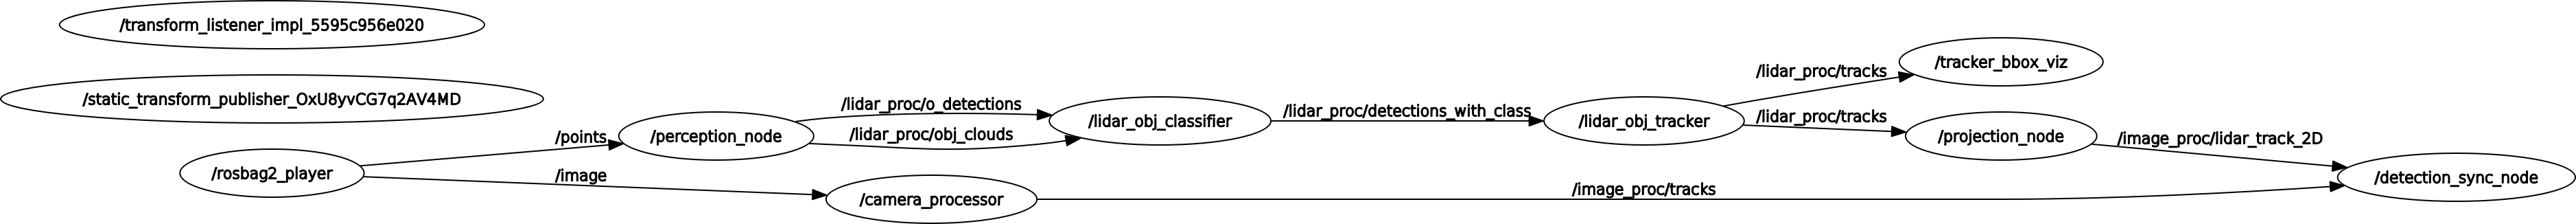 /transform_listener_impl_5595c956e020
/static_transform_publisher_OxU8yvCG7q2AV4MD
/rosbag2_player
/points
/image
/perception_node
/camera_processor
/lidar_proc/o_detections
/lidar_proc/obj_clouds
/lidar_obj_classifier
/lidar_proc/detections_with_class
/lidar_obj_tracker
/image_proc/tracks
/lidar_proc/tracks
/lidar_proc/tracks
/tracker_bbox_viz
/projection_node
/image_proc/lidar_track_2D
/detection_sync_node